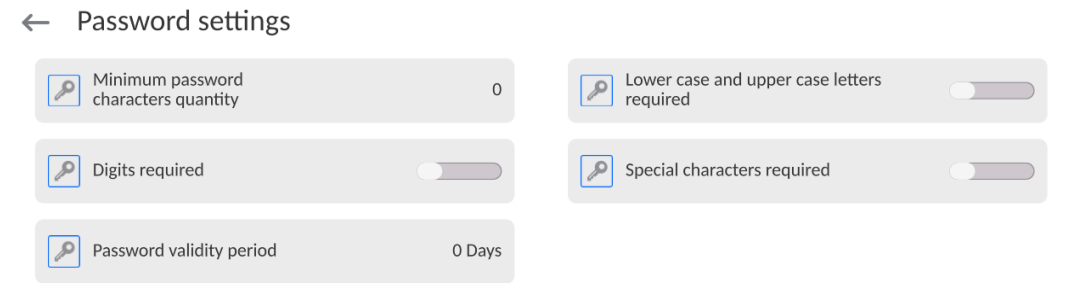 Password settings
Minimum password
characters quantity
0
Lower case and upper case letters
required
Digits required
Special characters required
Password validity period
0 Days